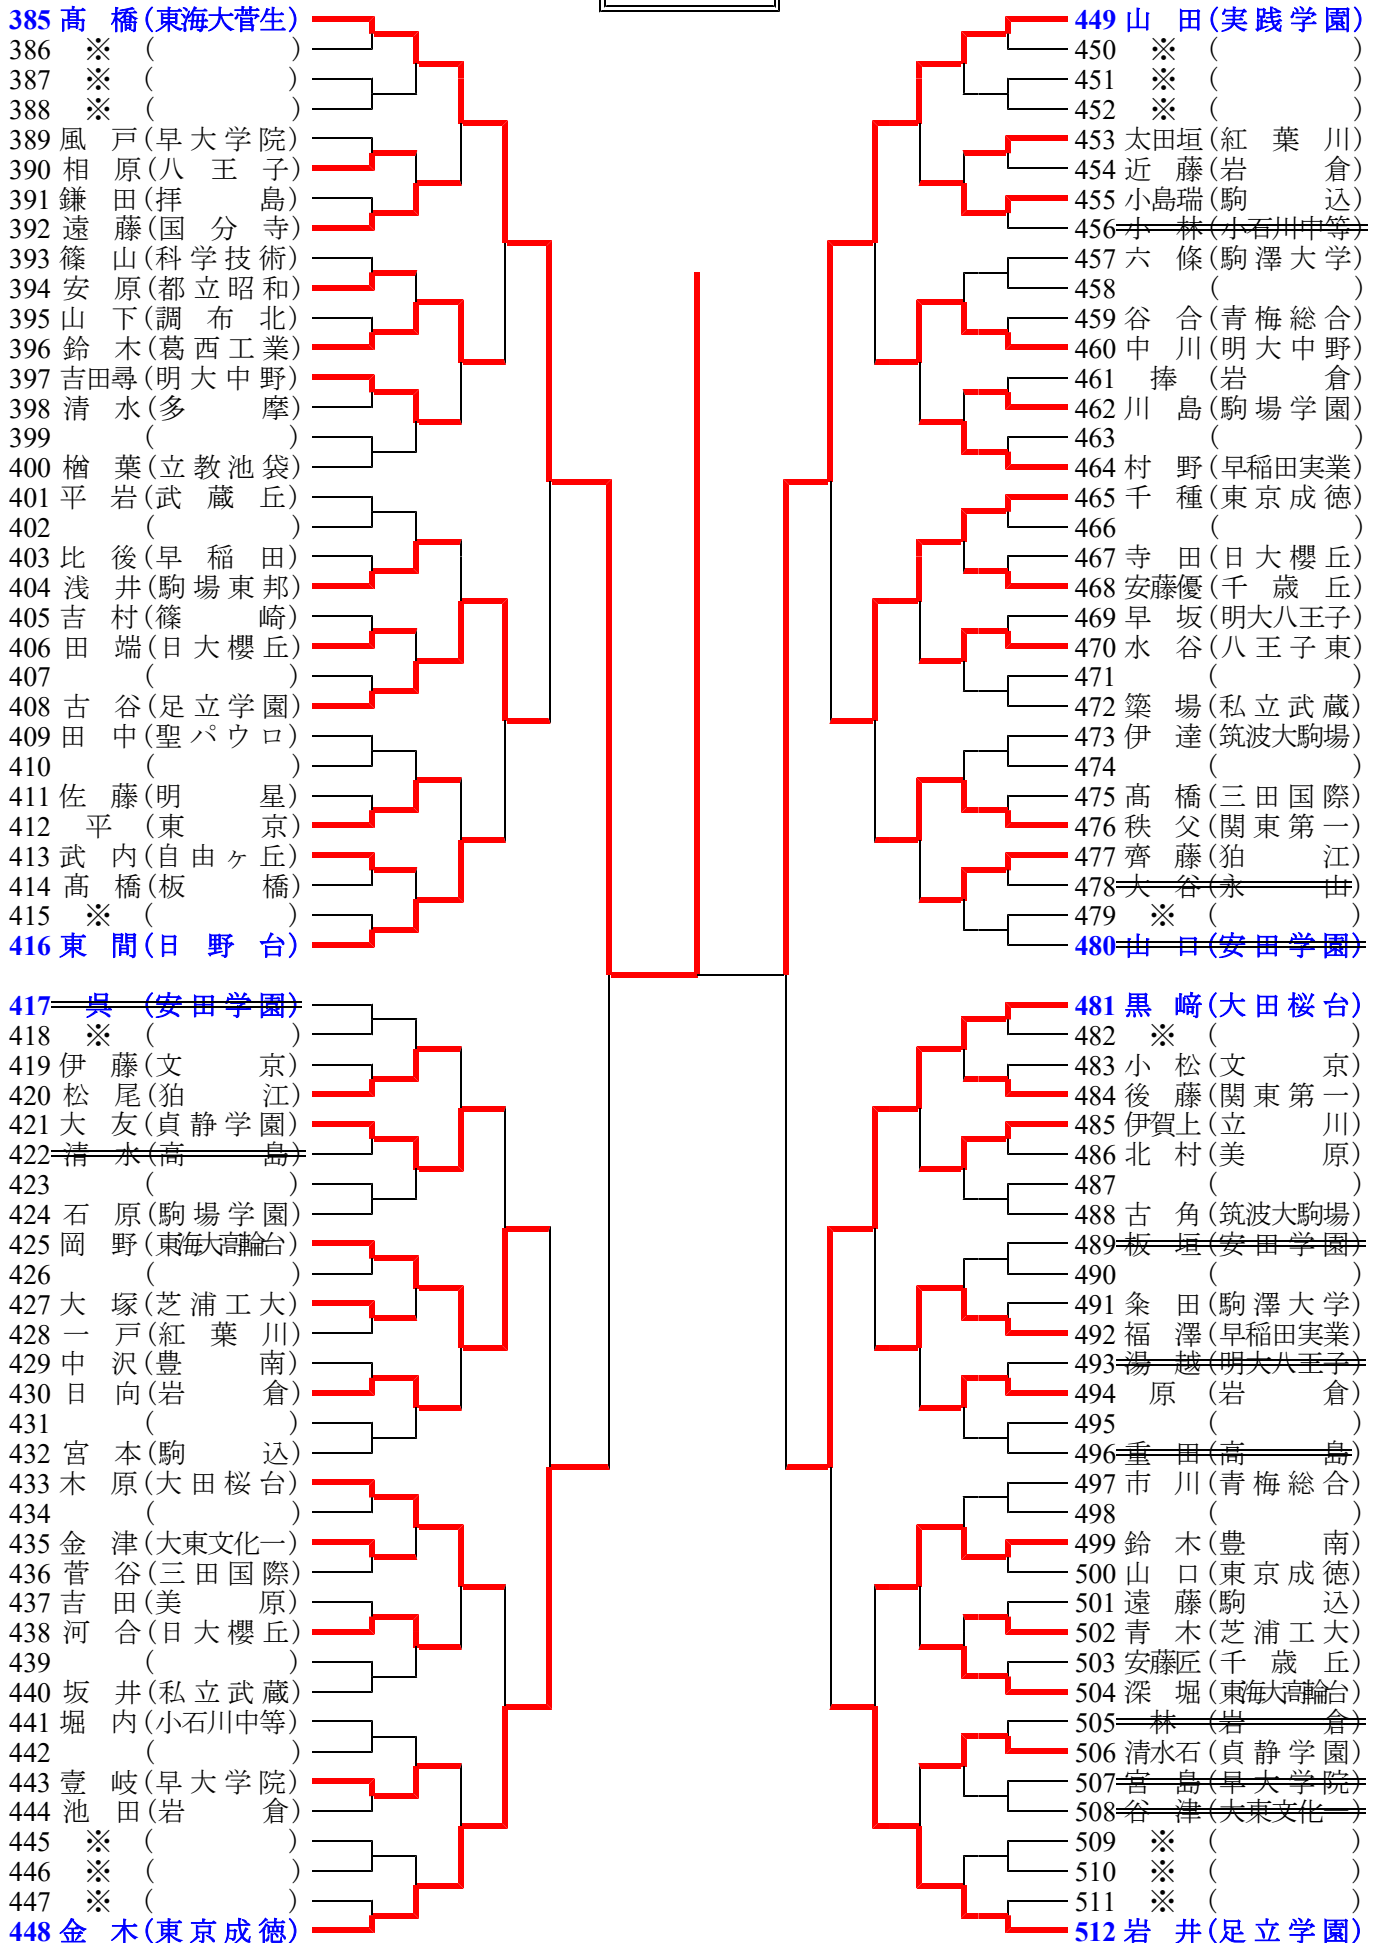 385 髙 橋(東海大菅生)
386 ※ ( )
387 ※ ( )
388 ※ ( )
389 風 戸(早大学院)
390 相 原(八王子)
391 鎌 田(拝島)
392 遠 藤(国分寺)
393 篠 山(科学技術)
394 安 原(都立昭和)
395 山 下(調布北)
396 鈴 木(葛西工業)
397 吉田尋(明大中野)
398 清 水(多摩)
399 ( )
400 楢 葉(立教池袋)
401 平 岩(武蔵丘)
402 ( )
403 比 後(早稲田)
404 浅 井(駒場東邦)
405 吉 村(篠崎)
406 田 端(日大櫻丘)
407 ( )
408 古 谷(足立学園)
409 田 中(聖パウロ)
410 ( )
411 佐 藤(明星)
412 平 (東京)
413 武 内(自由ヶ丘)
414 髙 橋(板橋)
415 ※ ( )
416 東 間(日野台)
417 呉 (安田学園)
418 ※ ( )
419 伊 藤(文京)
420 松 尾(狛江)
421 大 友(貞静学園)
422 清 水(高島)
423 ( )
424 石 原(駒場学園)
425 岡 野(東海大高輪台)
426 ( )
427 大 塚(芝浦工大)
428 一 戸(紅葉川)
429 中 沢(豊南)
430 日 向(岩倉)
431 ( )
432 宮 本(駒込)
433 木 原(大田桜台)
434 ( )
435 金 津(大東文化一)
436 菅 谷(三田国際)
437 吉 田(美原)
438 河 合(日大櫻丘)
439 ( )
440 坂 井(私立武蔵)
441 堀 内(小石川中等)
442 ( )
443 壹 岐(早大学院)
444 池 田(岩倉)
445 ※ ( )
446 ※ ( )
447 ※ ( )
448 金 木(東京成徳)
449 山 田(実践学園)
450 ※ ( )
451 ※ ( )
452 ※ ( )
453 太田垣(紅葉川)
454 近 藤(岩倉)
455 小島瑞(駒込)
456 小 林(小石川中等)
457 六 條(駒澤大学)
458 ( )
459 谷 合(青梅総合)
460 中 川(明大中野)
461 捧 (岩倉)
462 川 島(駒場学園)
463 ( )
464 村 野(早稲田実業)
465 千 種(東京成徳)
466 ( )
467 寺 田(日大櫻丘)
468 安藤優(千歳丘)
469 早 坂(明大八王子)
470 水 谷(八王子東)
471 ( )
472 築 場(私立武蔵)
473 伊 達(筑波大駒場)
474 ( )
475 髙 橋(三田国際)
476 秩 父(関東第一)
477 齊 藤(狛江)
478 大 谷(永山)
479 ※ ( )
480 山 口(安田学園)
481 黒 﨑(大田桜台)
482 ※ ( )
483 小 松(文京)
484 後 藤(関東第一)
485 伊賀上(立川)
486 北 村(美原)
487 ( )
488 古 角(筑波大駒場)
489 板 垣(安田学園)
490 ( )
491 粂 田(駒澤大学)
492 福 澤(早稲田実業)
493 湯 越(明大八王子)
494 原 (岩倉)
495 ( )
496 重 田(高島)
497 市 川(青梅総合)
498 ( )
499 鈴 木(豊南)
500 山 口(東京成徳)
501 遠 藤(駒込)
502 青 木(芝浦工大)
503 安藤匠(千歳丘)
504 深 堀(東海大高輪台)
505 林 (岩倉)
506 清水石(貞静学園)
507 宮 島(早大学院)
508 谷 津(大東文化一)
509 ※ ( )
510 ※ ( )
511 ※ ( )
512 岩 井(足立学園)